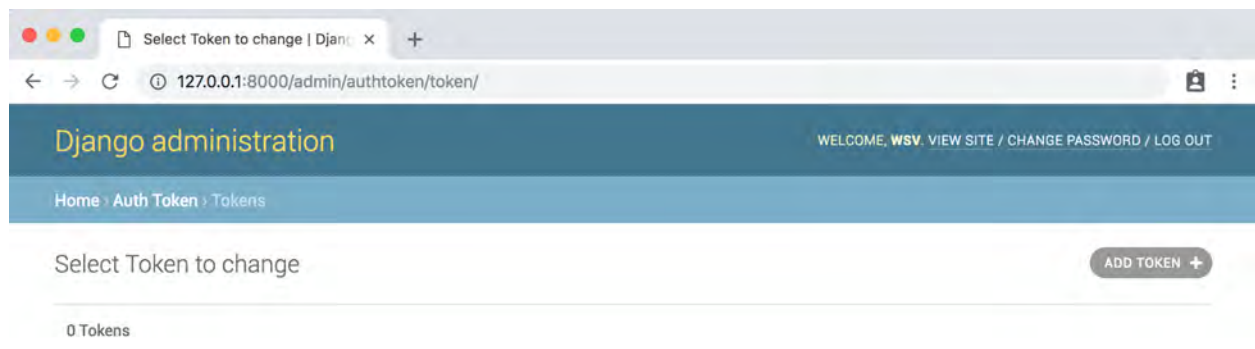 Select Token to change | Djang
127.0.0.1:8000/admin/authtoken/token/
Django administration
WELCOME, WSV. VIEW SITE / CHANGE PASSWORD / LOG OUT
Home › Auth Token › Tokens
Select Token to change
ADD TOKEN +
0 Tokens